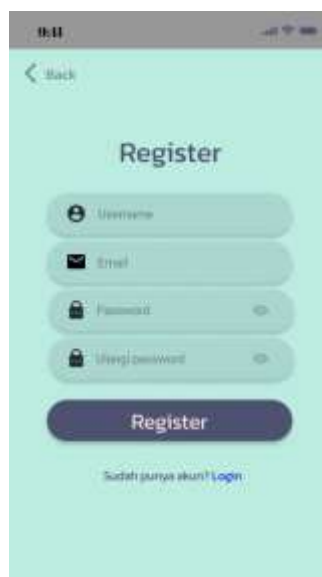 9:41
Back
Register
Username
Email
Password
Ulangi password
Register
Sudah punya akun? Login